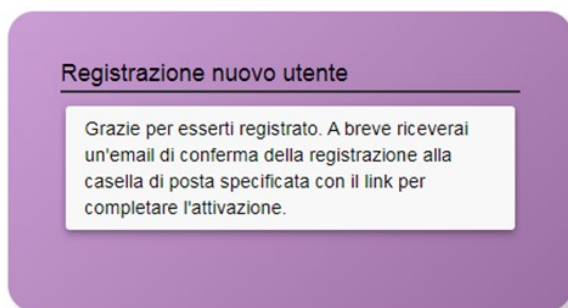 Registrazione nuovo utente
Grazie per esserti registrato. A breve riceverai
un'email di conferma della registrazione alla
casella di posta specificata con il link per
completare l'attivazione.